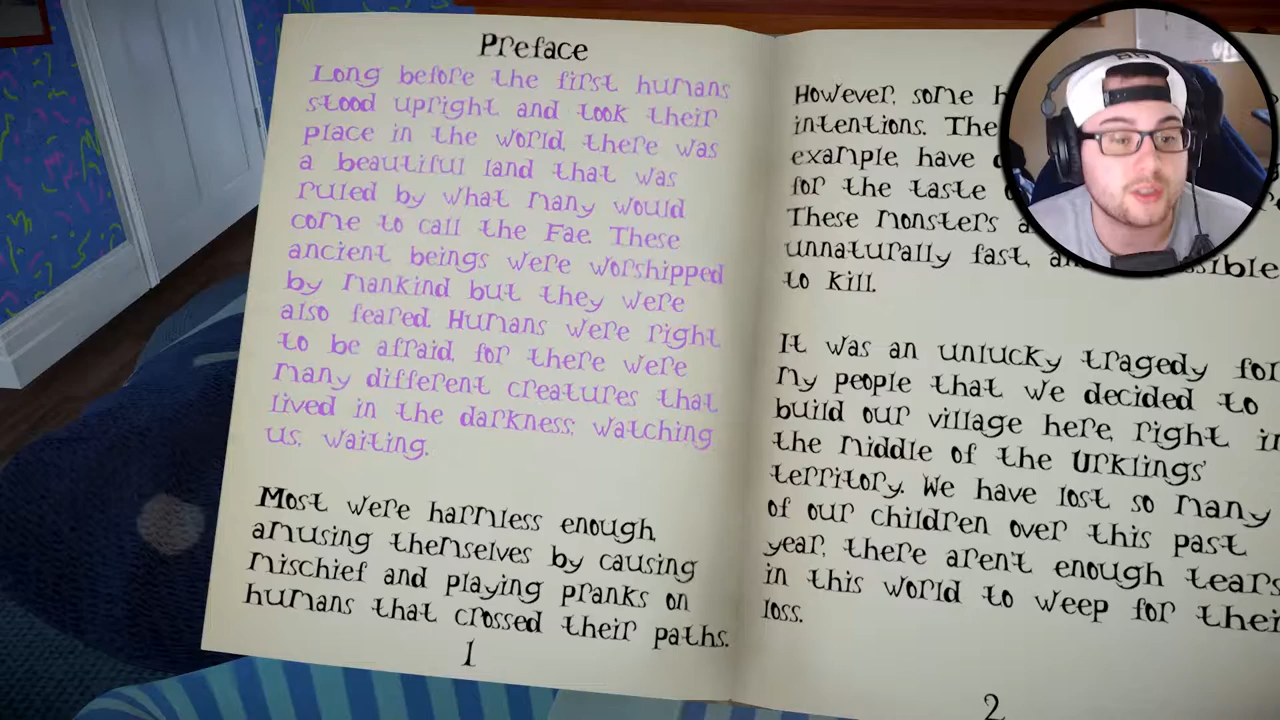 Preface
Long before the first humans
stood upright and took their
place in the world, there was
a beautiful land that was
ruled by what many would
come to call the Fae. These
ancient beings were worshipped
by mankind but they were
also feared. Humans were right
to be afraid, for there were
many different creatures that
lived in the darkness; watching
us, waiting.
Most were harmless enough,
amusing themselves by causing
mischief and playing pranks on
humans that crossed their paths.
1
However, some
intentions. The
example, have
for the taste
These monsters
unnaturally fast,
to kill.
It was an unlucky tragedy for
my people that we decided to
build our village here, right in
the middle of the Urklings'
territory. We have lost so many
of our children over this past
year, there aren't enough tears
in this world to weep for their
loss.
2